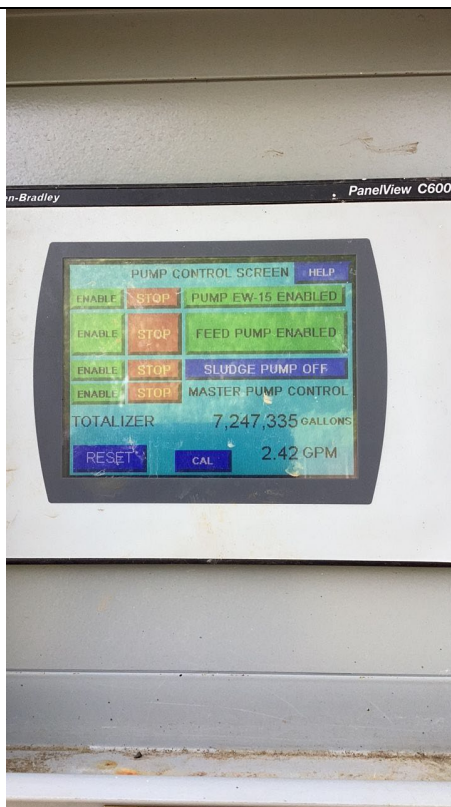 en-Bradley
PanelView C600
PUMP CONTROL SCREEN HELP
ENABLE STOP PUMP EW-15 ENABLED
ENABLE STOP FEED PUMP ENABLED
ENABLE STOP SLUDGE PUMP OFF
ENABLE STOP MASTER PUMP CONTROL
TOTALIZER 7,247,335 GALLONS
RESET CAL 2.42 GPM